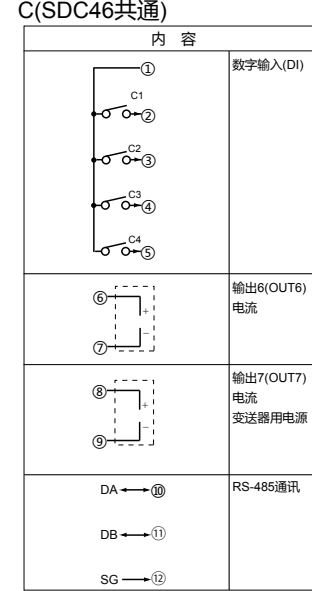 C(SDC46共通)
内 容
① 数字输入(DI)
C1
②
C2
③
C3
④
C4
⑤
输出6(OUT6)
⑥ 电流
+
−
⑦
输出7(OUT7)
⑧ 电流
+ 变送器用电源
−
⑨
DA ⑩ RS-485通讯
DB ⑪
SG ⑫